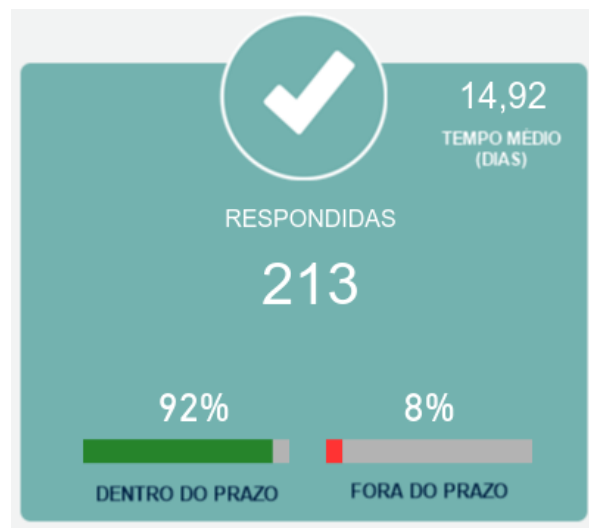 14,92
TEMPO MÉDIO
(DIAS)
RESPONDIDAS
213
92%
8%
DENTRO DO PRAZO
FORA DO PRAZO